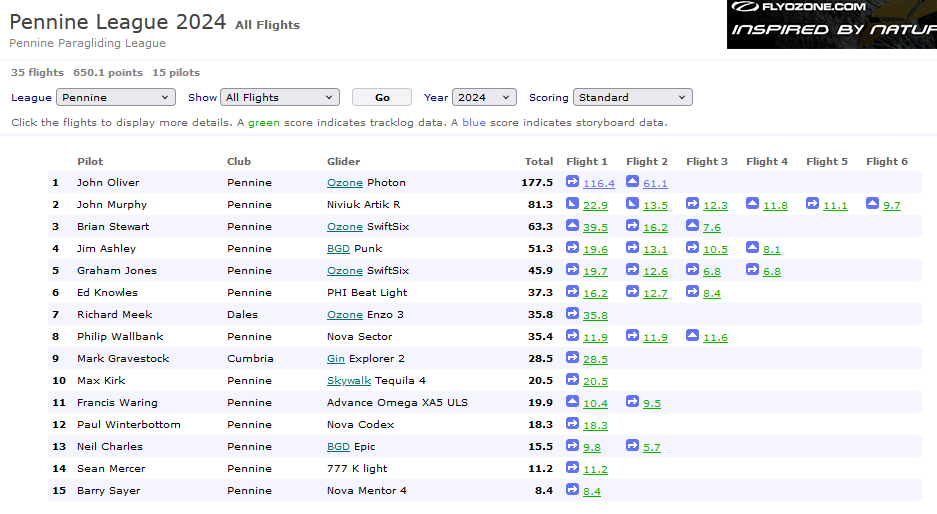 Pennine League 2024 All Flights
FLYOZONE.COM
INSPIRED BY NATUR
Pennine Paragliding League
35 flights 650.1 points 15 pilots
League Pennine Show All Flights Go Year 2024 Scoring Standard
Click the flights to display more details. A green score indicates tracklog data. A blue score indicates storyboard data.
Pilot Club Glider Total Flight 1 Flight 2 Flight 3 Flight 4 Flight 5 Flight 6
1 John Oliver Pennine Ozone Photon 177.5 116.4 61.1
2 John Murphy Pennine Niviuk Artik R 81.3 22.9 13.5 12.3 11.8 11.1 9.7
3 Brian Stewart Pennine Ozone SwiftSix 63.3 39.5 16.2 7.6
4 Jim Ashley Pennine BGD Punk 51.3 19.6 13.1 10.5 8.1
5 Graham Jones Pennine Ozone SwiftSix 45.9 19.7 12.6 6.8 6.8
6 Ed Knowles Pennine PHI Beat Light 37.3 16.2 12.7 8.4
7 Richard Meek Dales Ozone Enzo 3 35.8 35.8
8 Philip Wallbank Pennine Nova Sector 35.4 11.9 11.9 11.6
9 Mark Gravestock Cumbria Gin Explorer 2 28.5 28.5
10 Max Kirk Pennine Skywalk Tequila 4 20.5 20.5
11 Francis Waring Pennine Advance Omega XA5 ULS 19.9 10.4 9.5
12 Paul Winterbottom Pennine Nova Codex 18.3 18.3
13 Neil Charles Pennine BGD Epic 15.5 9.8 5.7
14 Sean Mercer Pennine 777 K light 11.2 11.2
15 Barry Sayer Pennine Nova Mentor 4 8.4 8.4